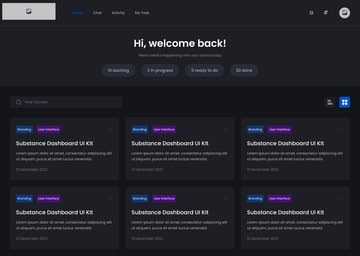 Home Chat Activity My Task
Hi, welcome back!
Here's what's happening with your board today
10 backlog 3 in progress 5 ready to do 20 done
Find Courses
Branding User Interface Branding User Interface Branding User Interface
Substance Dashboard UI Kit Substance Dashboard UI Kit Substance Dashboard UI Kit
Lorem ipsum dolor sit amet, consectetur adipiscing elit Lorem ipsum dolor sit amet, consectetur adipiscing elit Lorem ipsum dolor sit amet, consectetur adipiscing elit
ut aliquam, purus sit amet luctus venenatis ut aliquam, purus sit amet luctus venenatis ut aliquam, purus sit amet luctus venenatis
12 December 2022 12 December 2022 12 December 2022
Branding User Interface Branding User Interface Branding User Interface
Substance Dashboard UI Kit Substance Dashboard UI Kit Substance Dashboard UI Kit
Lorem ipsum dolor sit amet, consectetur adipiscing elit Lorem ipsum dolor sit amet, consectetur adipiscing elit Lorem ipsum dolor sit amet, consectetur adipiscing elit
ut aliquam, purus sit amet luctus venenatis ut aliquam, purus sit amet luctus venenatis ut aliquam, purus sit amet luctus venenatis
12 December 2022 12 December 2022 12 December 2022